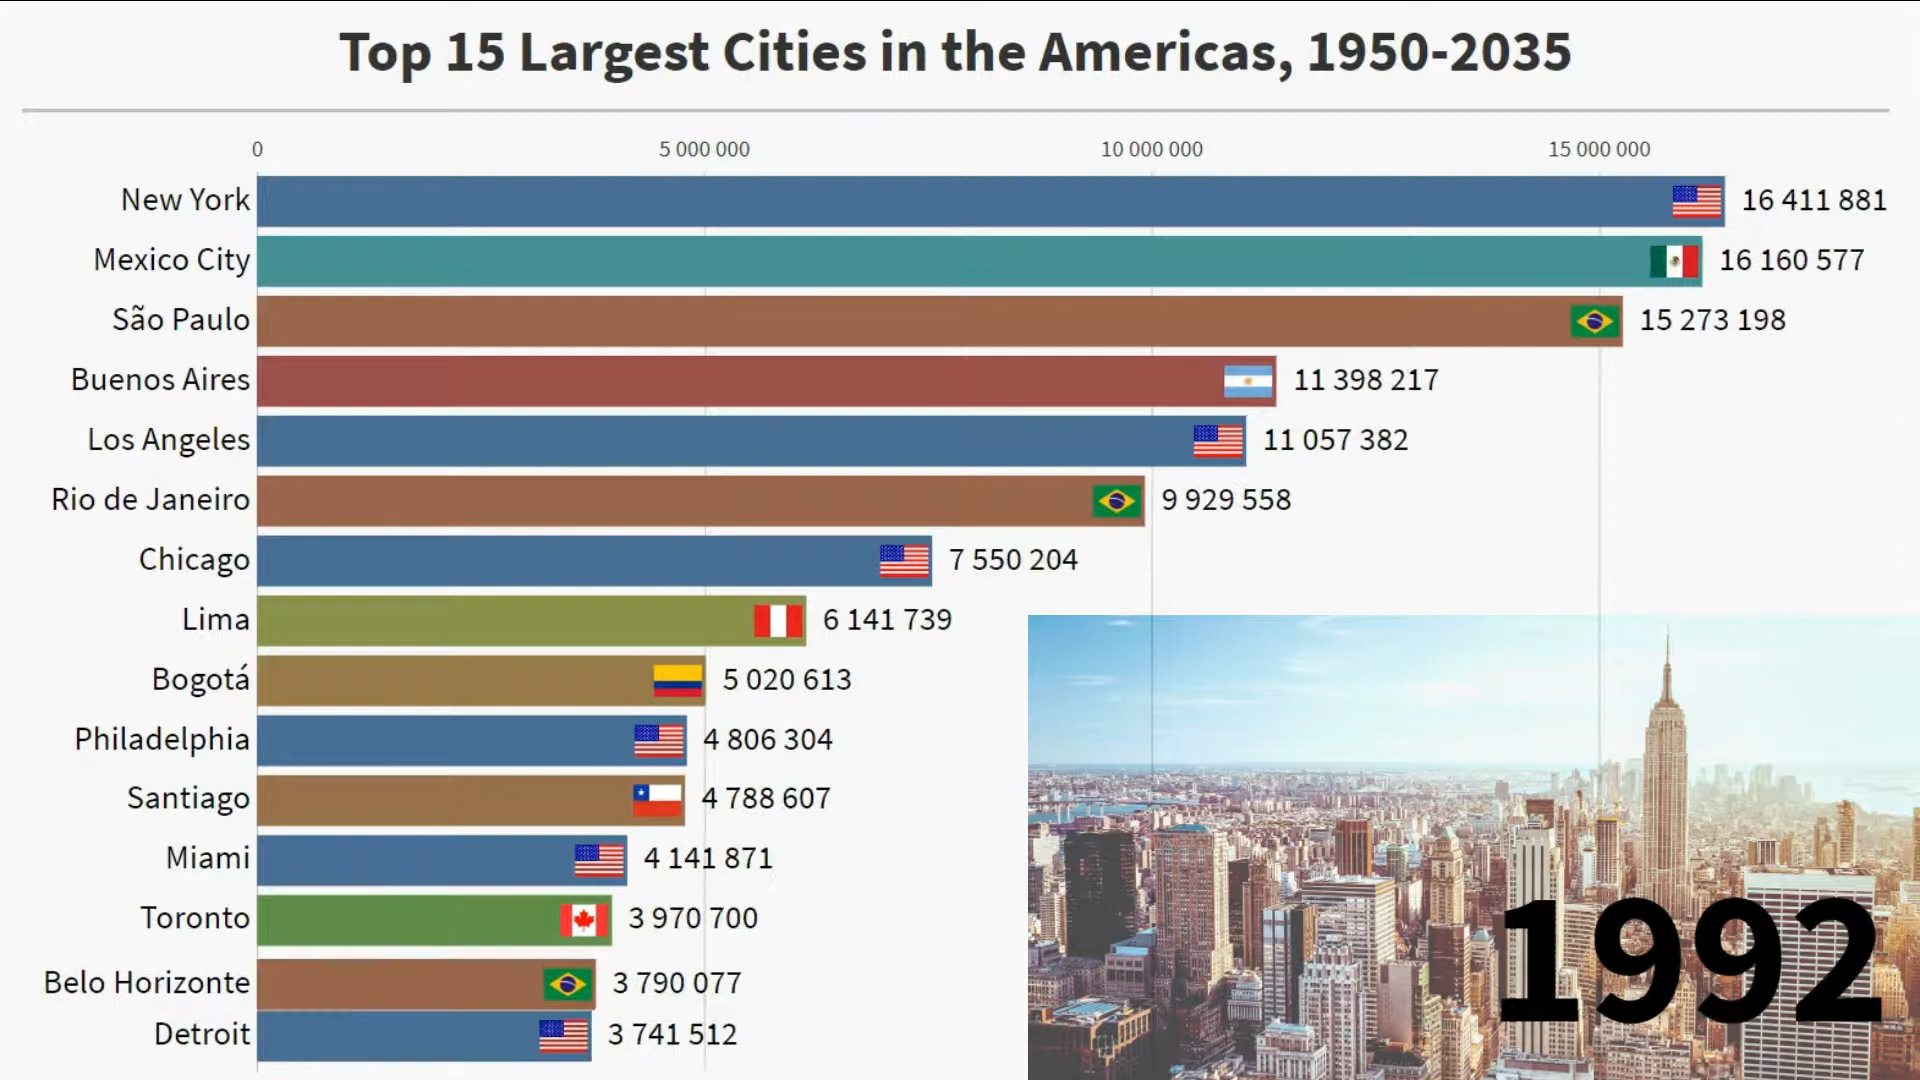 Top 15 Largest Cities in the Americas, 1950-2035
0 5 000 000 10 000 000 15 000 000
New York 16 411 881
Mexico City 16 160 577
São Paulo 15 273 198
Buenos Aires 11 398 217
Los Angeles 11 057 382
Rio de Janeiro 9 929 558
Chicago 7 550 204
Lima 6 141 739
Bogotá 5 020 613
Philadelphia 4 806 304
Santiago 4 788 607
Miami 4 141 871
Toronto 3 970 700
Belo Horizonte 3 790 077
Detroit 3 741 512
1992